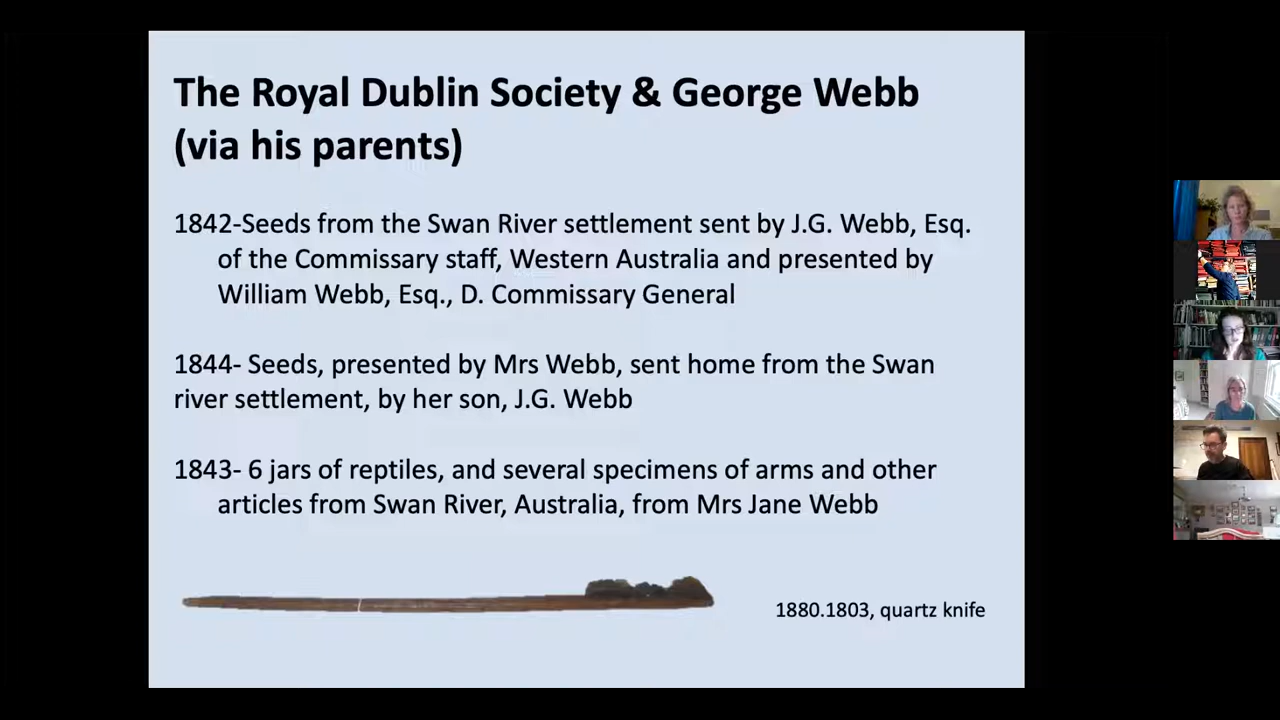 The Royal Dublin Society & George Webb
(via his parents)
1842-Seeds from the Swan River settlement sent by J.G. Webb, Esq.
of the Commissary staff, Western Australia and presented by
William Webb, Esq., D. Commissary General
1844- Seeds, presented by Mrs Webb, sent home from the Swan
river settlement, by her son, J.G. Webb
1843- 6 jars of reptiles, and several specimens of arms and other
articles from Swan River, Australia, from Mrs Jane Webb
1880.1803, quartz knife